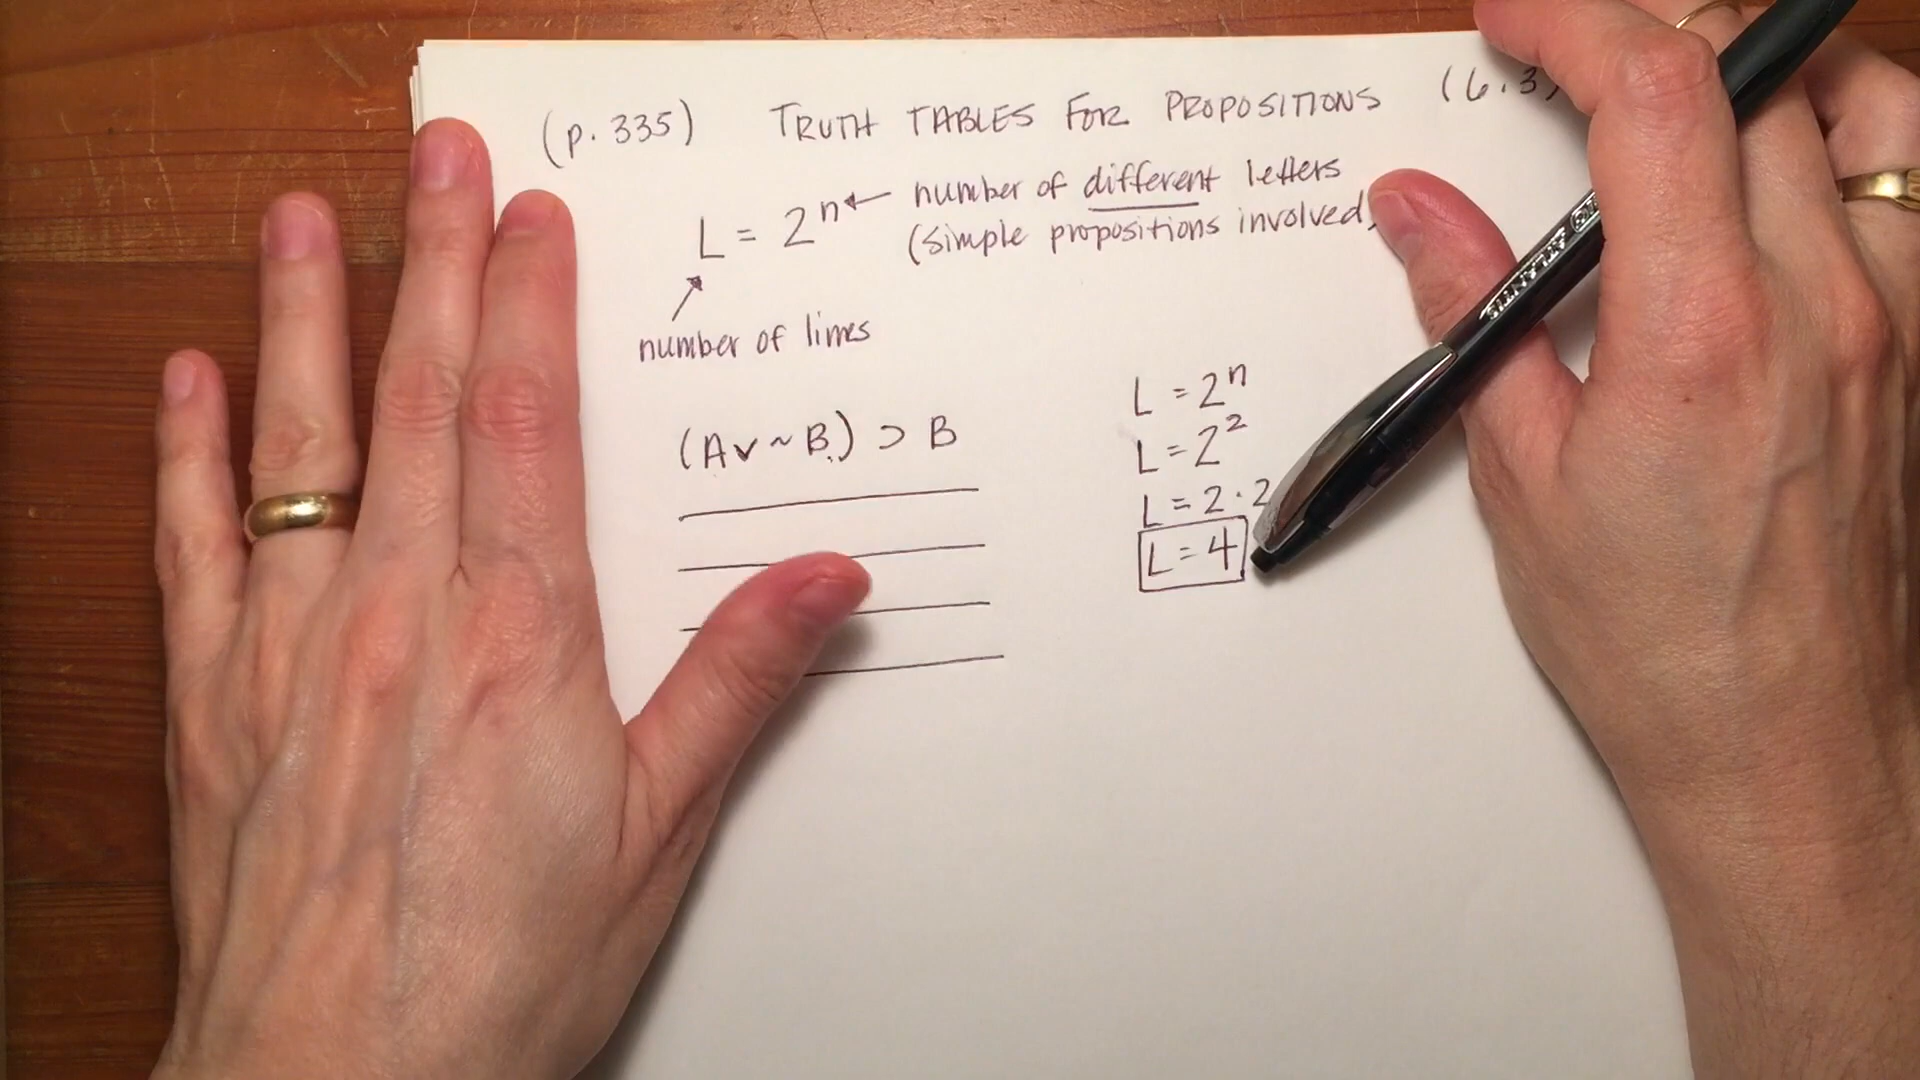 (p. 335) TRUTH TABLES FOR PROPOSITIONS (6.3)
L = 2ⁿ ← number of different letters
(simple propositions involved)
number of lines
(A v ~ B) ⊃ B
L = 2ⁿ
L = 2²
L = 2 · 2
L = 4
ATLANTIS